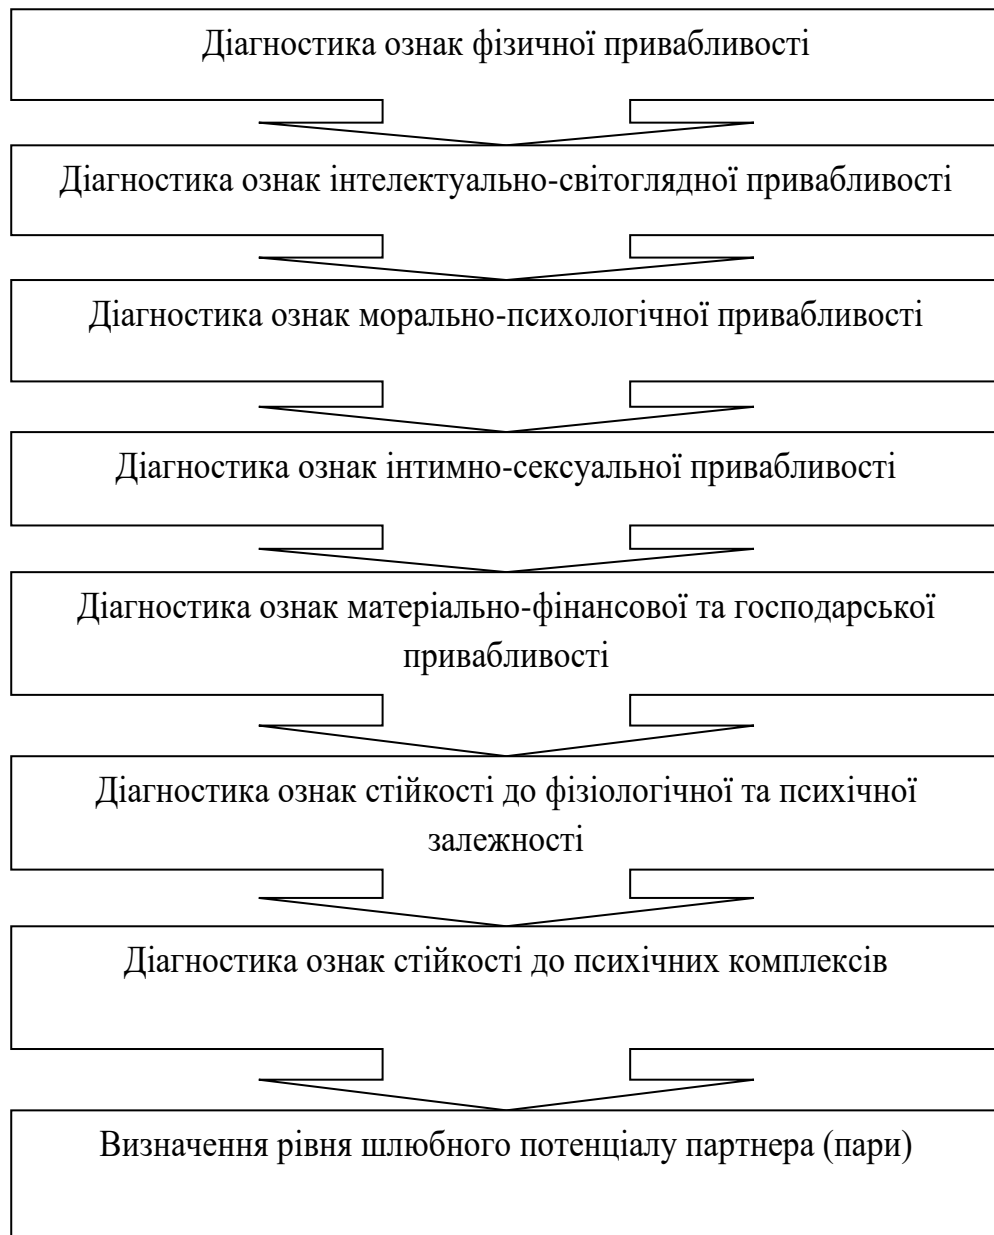 Діагностика ознак фізичної привабливості
Діагностика ознак інтелектуально-світоглядної привабливості
Діагностика ознак морально-психологічної привабливості
Діагностика ознак інтимно-сексуальної привабливості
Діагностика ознак матеріально-фінансової та господарської
привабливості
Діагностика ознак стійкості до фізіологічної та психічної
залежності
Діагностика ознак стійкості до психічних комплексів
Визначення рівня шлюбного потенціалу партнера (пари)